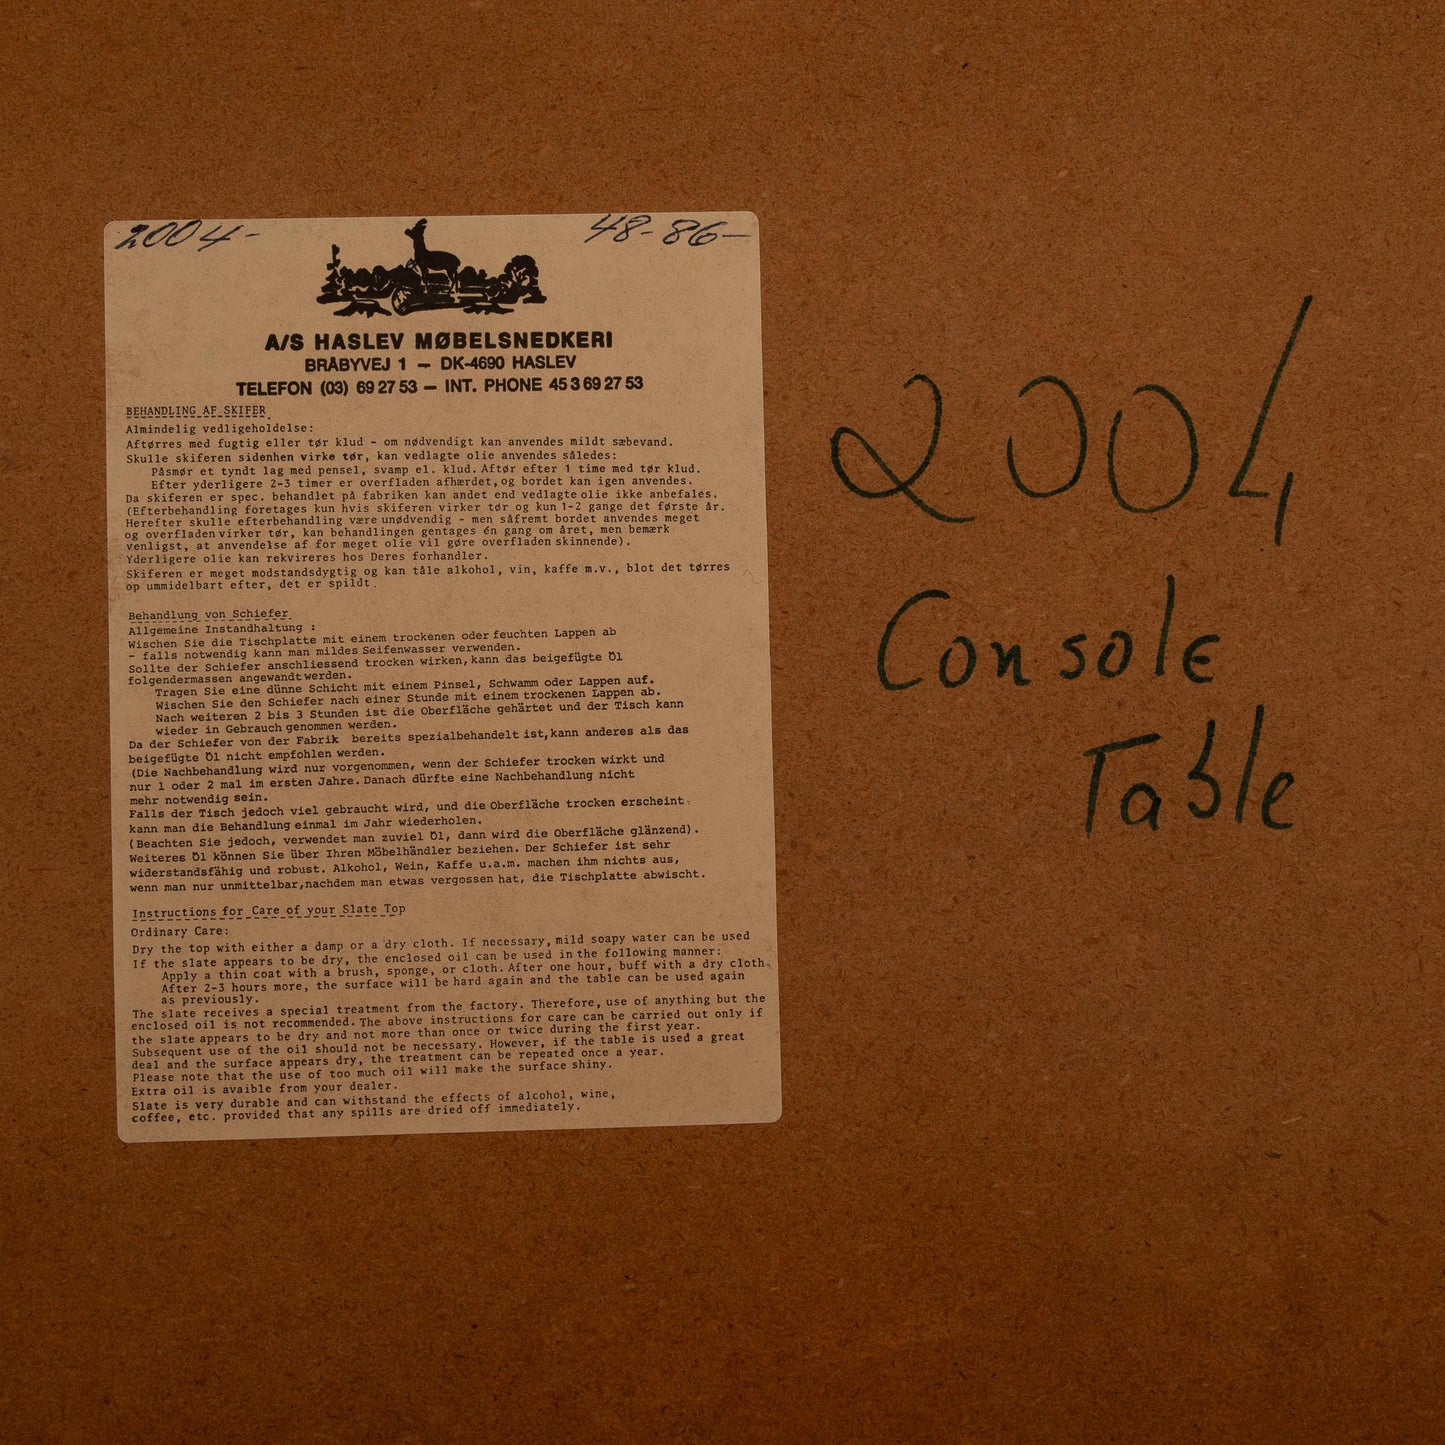 2004- 48-86-
A/S HASLEV MØBELSNEDKERI
BRÅBYVEJ 1 — DK-4690 HASLEV
TELEFON (03) 69 27 53 — INT. PHONE 45 3 69 27 53
BEHANDLING AF SKIFER
Almindelig vedligeholdelse:
Aftørres med fugtig eller tør klud - om nødvendigt kan anvendes mildt sæbevand.
Skulle skiferen sidenhen virke tør, kan vedlagte olie anvendes således:
Påsmør et tyndt lag med pensel, svamp el. klud. Aftør efter 1 time med tør klud.
Efter yderligere 2-3 timer er overfladen afhærdet, og bordet kan igen anvendes.
Da skiferen er spec. behandlet på fabriken kan andet end vedlagte olie ikke anbefales.
(Efterbehandling foretages kun hvis skiferen virker tør og kun 1-2 gange det første år.
Herefter skulle efterbehandling være unødvendig - men såfremt bordet anvendes meget
og overfladen virker tør, kan behandlingen gentages én gang om året, men bemærk
venligst, at anvendelse af for meget olie vil gøre overfladen skinnende).
Yderligere olie kan rekvireres hos Deres forhandler.
Skiferen er meget modstandsdygtig og kan tåle alkohol, vin, kaffe m.v., blot det tørres
op ummidelbart efter, det er spildt.
Behandlung von Schiefer
Allgemeine Instandhaltung :
Wischen Sie die Tischplatte mit einem trockenen oder feuchten Lappen ab
- falls notwendig kann man mildes Seifenwasser verwenden.
Sollte der Schiefer anschliessend trocken wirken, kann das beigefügte Öl
folgendermassen angewandt werden.
Tragen Sie eine dünne Schicht mit einem Pinsel, Schwamm oder Lappen auf.
Wischen Sie den Schiefer nach einer Stunde mit einem trockenen Lappen ab.
Nach weiteren 2 bis 3 Stunden ist die Oberfläche gehärtet und der Tisch kann
wieder in Gebrauch genommen werden.
Da der Schiefer von der Fabrik bereits spezialbehandelt ist, kann anderes als das
beigefügte Öl nicht empfohlen werden.
(Die Nachbehandlung wird nur vorgenommen, wenn der Schiefer trocken wirkt und
nur 1 oder 2 mal im ersten Jahre. Danach dürfte eine Nachbehandlung nicht
mehr notwendig sein.
Falls der Tisch jedoch viel gebraucht wird, und die Oberfläche trocken erscheint,
kann man die Behandlung einmal im Jahr wiederholen.
(Beachten Sie jedoch, verwendet man zuviel Öl, dann wird die Oberfläche glänzend).
Weiteres Öl können Sie über Ihren Möbelhändler beziehen. Der Schiefer ist sehr
widerstandsfähig und robust. Alkohol, Wein, Kaffe u.a.m. machen ihm nichts aus,
wenn man nur unmittelbar, nachdem man etwas vergossen hat, die Tischplatte abwischt.
Instructions for Care of your Slate Top
Ordinary Care:
Dry the top with either a damp or a dry cloth. If necessary, mild soapy water can be used
If the slate appears to be dry, the enclosed oil can be used in the following manner:
Apply a thin coat with a brush, sponge, or cloth. After one hour, buff with a dry cloth.
After 2-3 hours more, the surface will be hard again and the table can be used again
as previously.
The slate receives a special treatment from the factory. Therefore, use of anything but the
enclosed oil is not recommended. The above instructions for care can be carried out only if
the slate appears to be dry and not more than once or twice during the first year.
Subsequent use of the oil should not be necessary. However, if the table is used a great
deal and the surface appears dry, the treatment can be repeated once a year.
Please note that the use of too much oil will make the surface shiny.
Extra oil is avaible from your dealer.
Slate is very durable and can withstand the effects of alcohol, wine,
coffee, etc. provided that any spills are dried off immediately.
2004
Console
Table